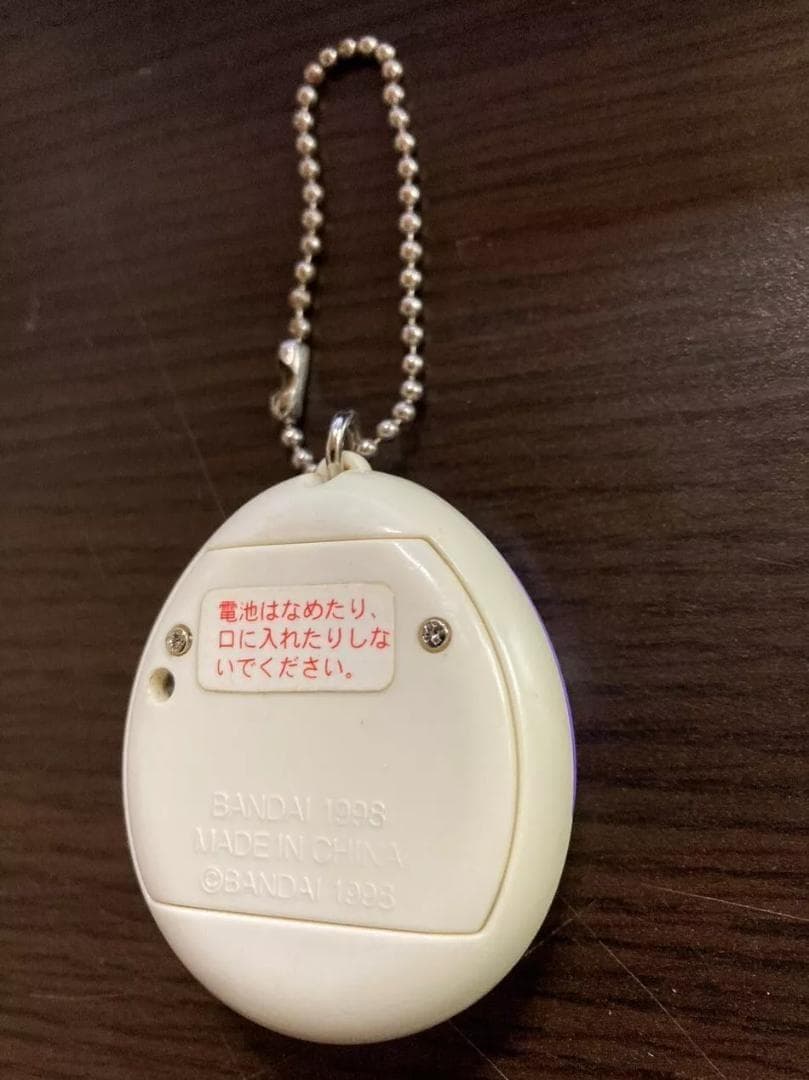 電池はなめたり、
口に入れたりしな
いでください。
BANDAI 1998
MADE IN CHINA
©BANDAI 1998